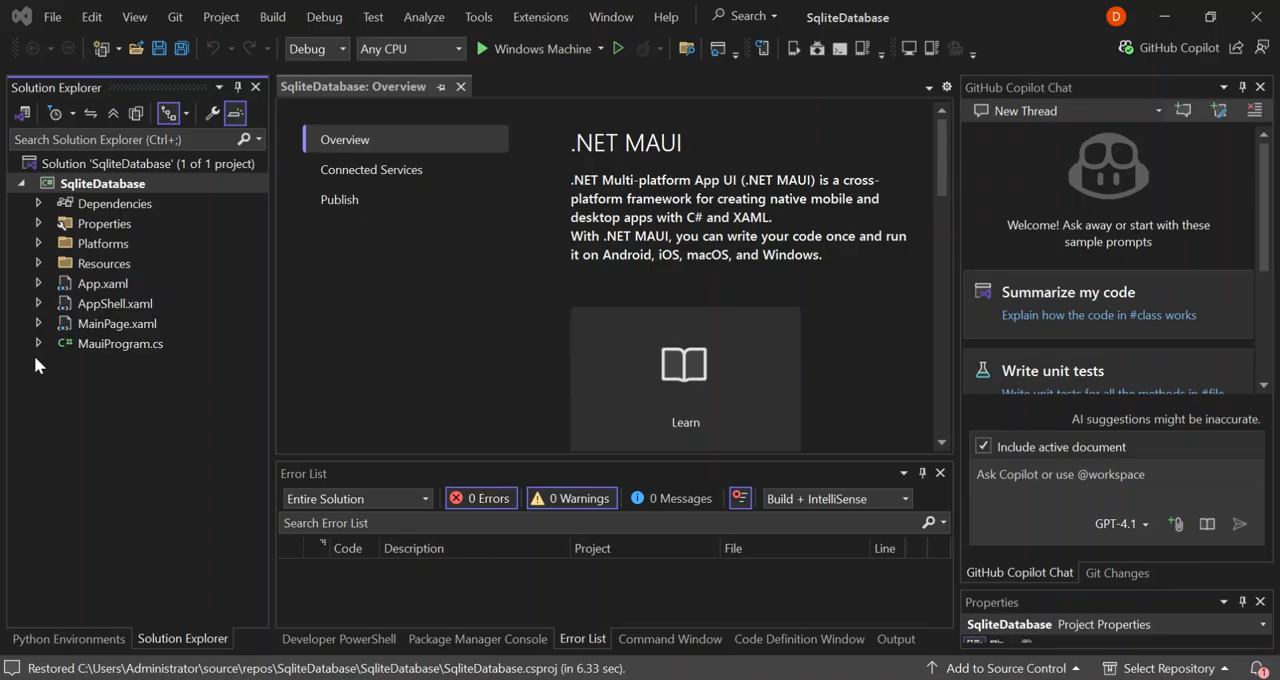 File Edit View Git Project Build Debug Test Analyze Tools Extensions Window Help Search SqliteDatabase D
Debug Any CPU Windows Machine GitHub Copilot
Solution Explorer
Search Solution Explorer (Ctrl+;)
Solution 'SqliteDatabase' (1 of 1 project)
SqliteDatabase
Dependencies
Properties
Platforms
Resources
App.xaml
AppShell.xaml
MainPage.xaml
C# MauiProgram.cs
Python Environments Solution Explorer
SqliteDatabase: Overview
Overview
Connected Services
Publish
.NET MAUI
.NET Multi-platform App UI (.NET MAUI) is a cross-
platform framework for creating native mobile and
desktop apps with C# and XAML.
With .NET MAUI, you can write your code once and run
it on Android, iOS, macOS, and Windows.
Learn
Error List
Entire Solution 0 Errors 0 Warnings 0 Messages Build + IntelliSense
Search Error List
Code Description Project File Line
Developer PowerShell Package Manager Console Error List Command Window Code Definition Window Output
GitHub Copilot Chat
New Thread
Welcome! Ask away or start with these
sample prompts
Summarize my code
Explain how the code in #class works
Write unit tests
Write unit tests for all the methods in #file
AI suggestions might be inaccurate.
Include active document
Ask Copilot or use @workspace
GPT-4.1
GitHub Copilot Chat Git Changes
Properties
SqliteDatabase Project Properties
Restored C:\Users\Administrator\source\repos\SqliteDatabase\SqliteDatabase\SqliteDatabase.csproj (in 6.33 sec). Add to Source Control Select Repository 1